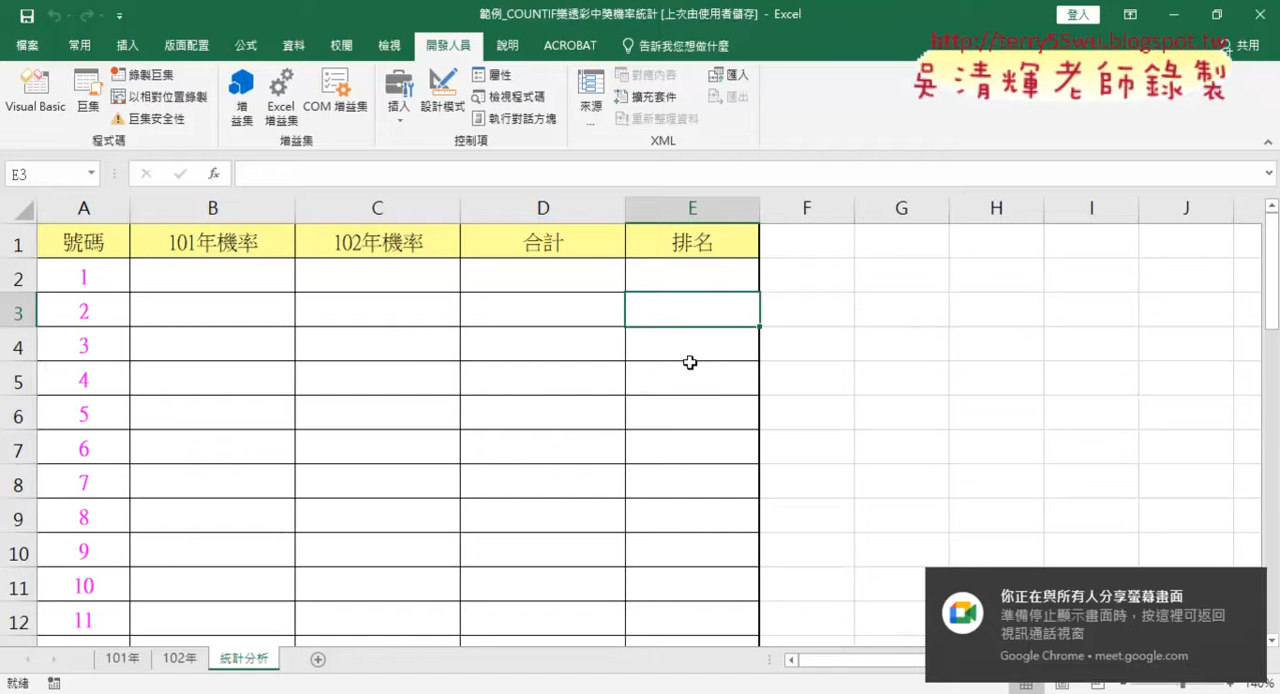 範例_COUNTIF樂透彩中獎機率統計 [上次由使用者儲存] - Excel
登入
檔案 常用 插入 版面配置 公式 資料 校閱 檢視 開發人員 說明 ACROBAT 告訴我您想做什麼 共用
http://terry55wu.blogspot.tw
吳清輝老師錄製
Visual Basic 巨集 錄製巨集 以相對位置錄製 巨集安全性 程式碼
增益集 Excel 增益集 COM 增益集 增益集
插入 設計模式 屬性 檢視程式碼 執行對話方塊 控制項
來源... 對應內容 擴充套件 重新整理資料 匯入 匯出 XML
E3 fx
A B C D E F G H I J
1 號碼 101年機率 102年機率 合計 排名
2 1
3 2
4 3
5 4
6 5
7 6
8 7
9 8
10 9
11 10
12 11
你正在與所有人分享螢幕畫面
準備停止顯示畫面時，按這裡可返回
視訊通話視窗
Google Chrome • meet.google.com
101年 102年 統計分析
就緒